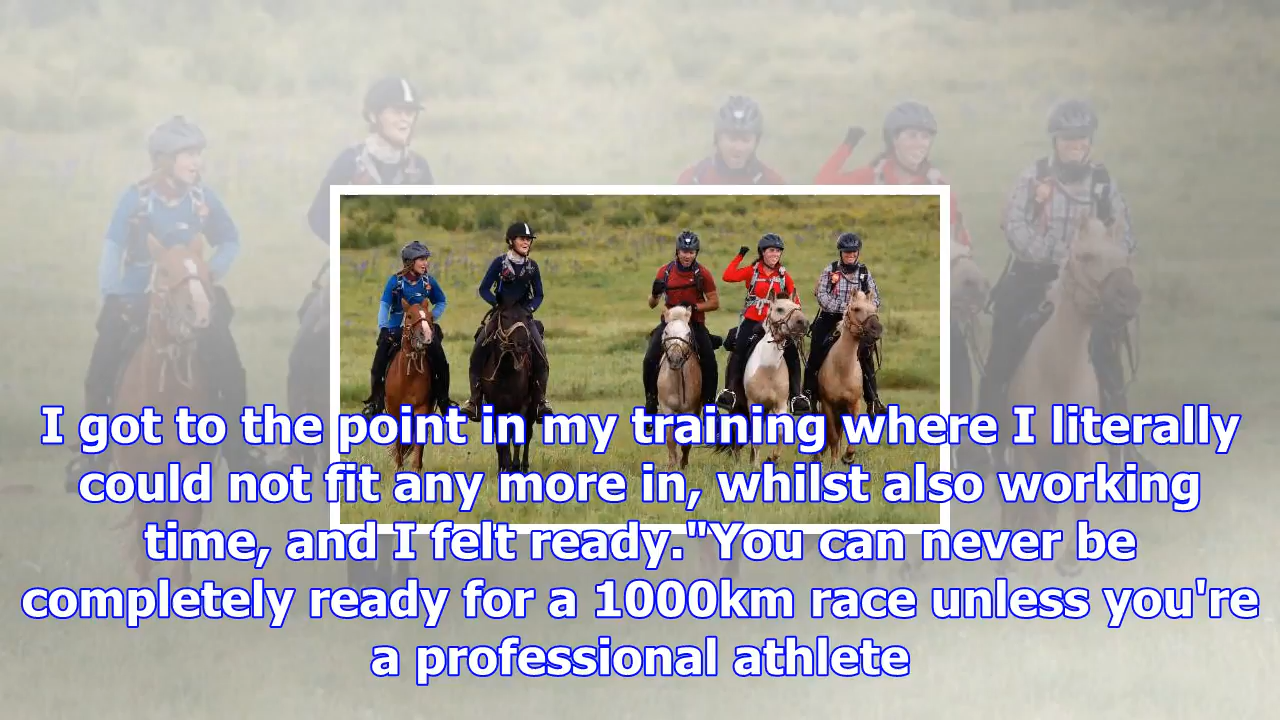 I got to the point in my training where I literally
could not fit any more in, whilst also working
time, and I felt ready."You can never be
completely ready for a 1000km race unless you're
a professional athlete